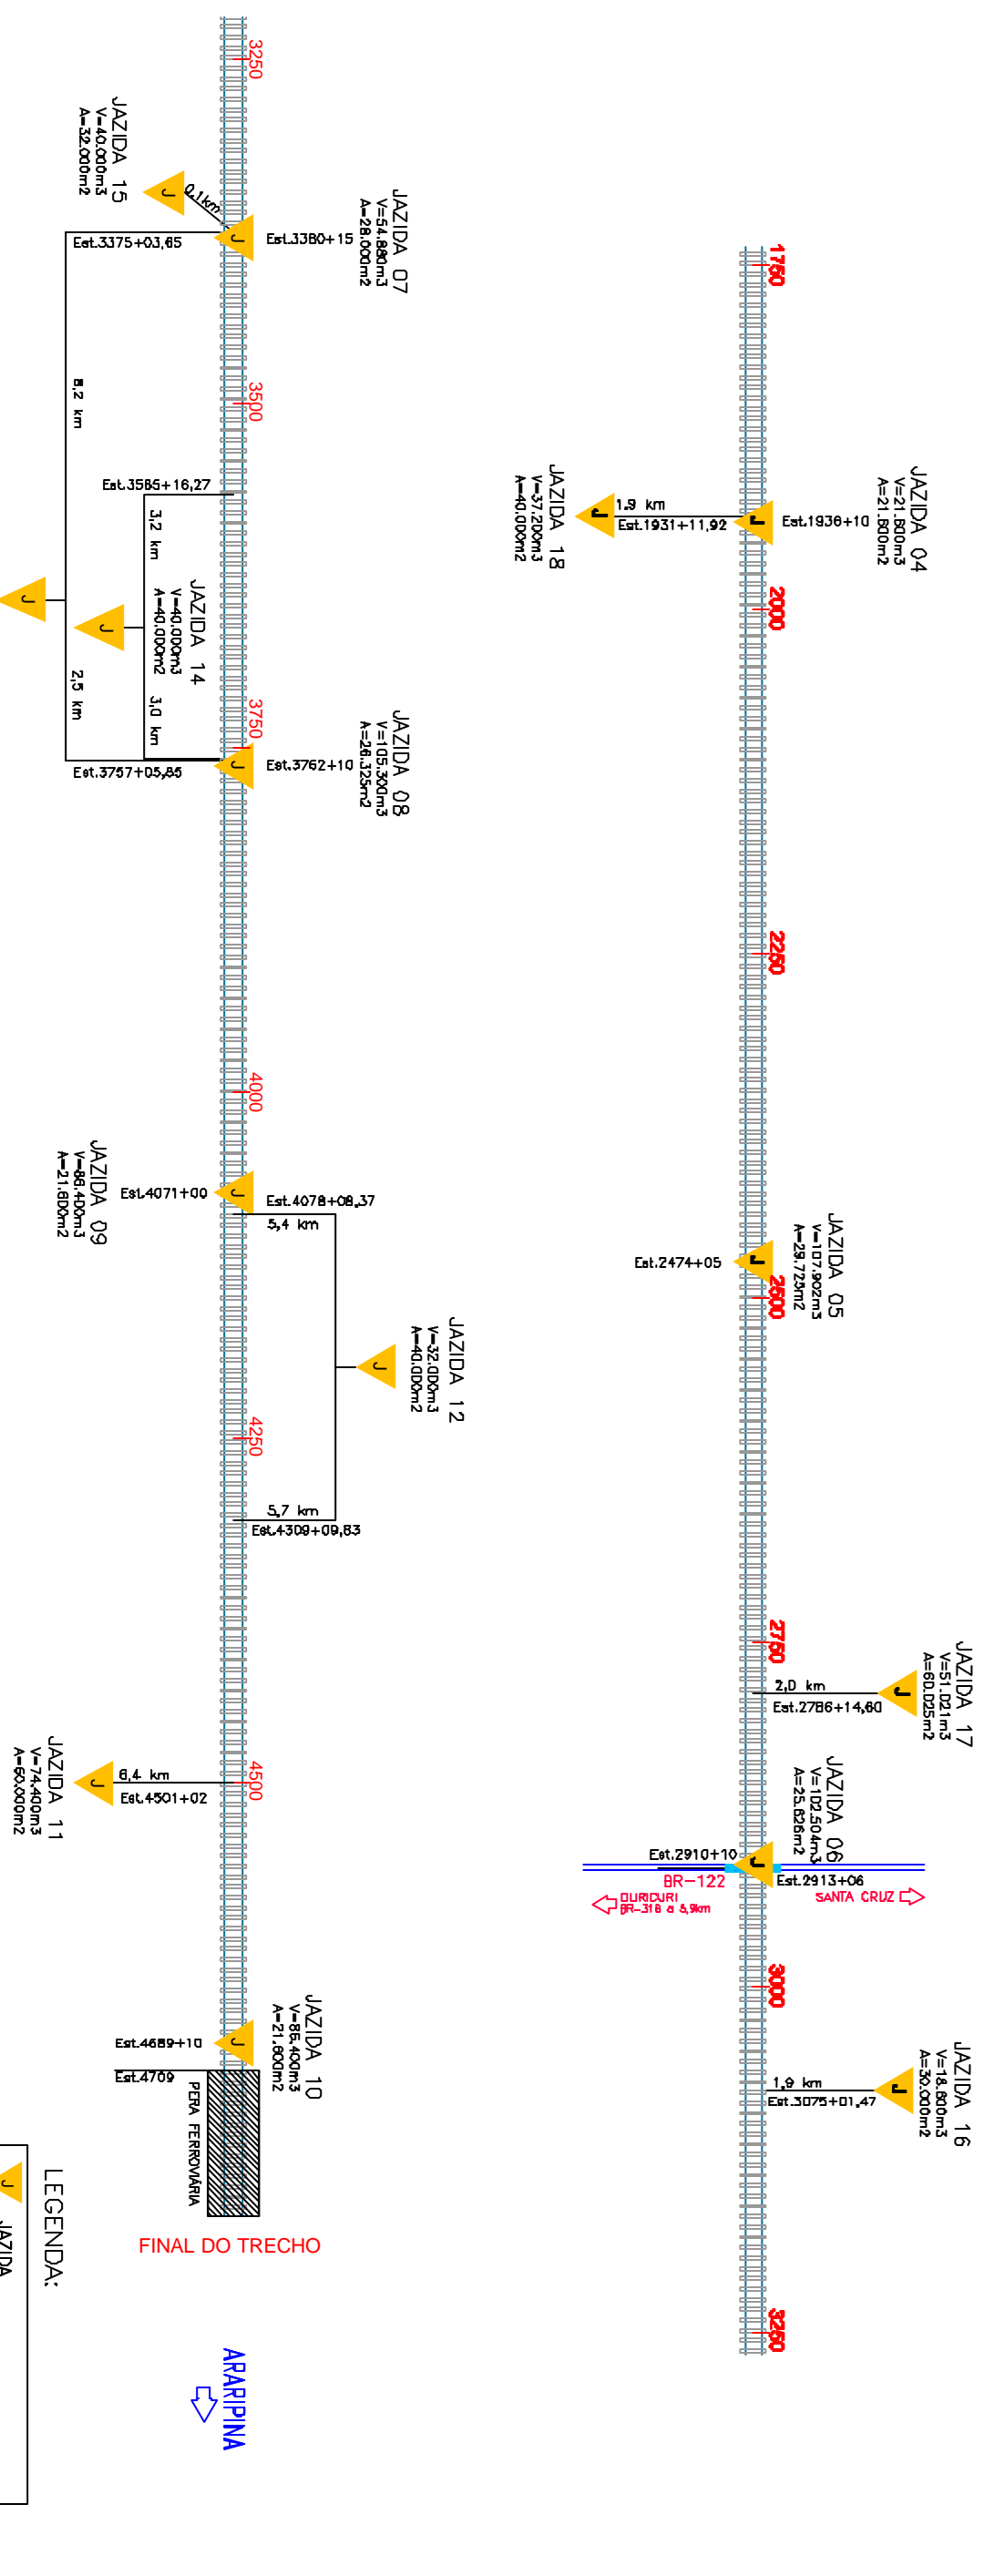 1750
2000
2250
2500
2750
3000
3250
JAZIDA 04
V=21.800m3
A=21.800m2
Est.1936+10
JAZIDA 18
V=37.200m3
A=40.000m2
1.9 km
Est.1931+11,92
JAZIDA 05
V=107.902m3
A=29.725m2
Est.2474+05
JAZIDA 17
V=51.021m3
A=60.025m2
2,0 km
Est.2786+14,60
JAZIDA 06
V=102.504m3
A=25.626m2
Est.2910+10
Est.2913+06
BR-122
OURICURI
SANTA CRUZ
JAZIDA 16
V=18.600m3
A=30.000m2
1,9 km
Est.3075+01,47
3250
3500
3750
4000
4250
4500
JAZIDA 07
V=54.880m3
A=28.000m2
Est.3380+15
JAZIDA 15
V=40.000m3
A=32.000m2
0,1km
Est.3375+03,65
8,2 km
2,5 km
Est.3757+05,85
Est.3585+16,27
3,2 km
JAZIDA 14
V=40.000m3
A=40.000m2
3,0 km
JAZIDA 08
V=105.300m3
A=26.325m2
Est.3762+10
JAZIDA 09
V=86.400m3
A=21.600m2
Est.4071+00
Est.4078+08,37
5,4 km
JAZIDA 12
V=32.000m3
A=40.000m2
5,7 km
Est.4309+09,83
JAZIDA 11
V=74.400m3
A=60.000m2
6,4 km
Est.4501+02
JAZIDA 10
V=86.400m3
A=21.600m2
Est.4689+10
Est.4709
PERA FERROVIÁRIA
FINAL DO TRECHO
ARARIPINA
LEGENDA:
J
JAZIDA